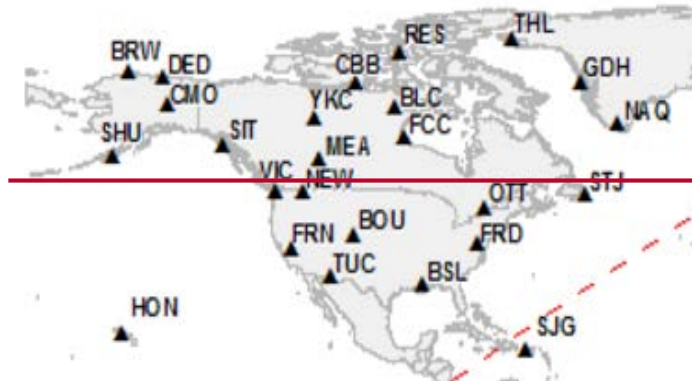 THL
RES
BRW
DED
CBB
GDH
CMO
YKC
BLC
NAQ
FCC
SHU
SIT
MEA
VIC
NEW
STJ
OTT
BOU
FRN
FRD
TUC
BSL
HON
SJG